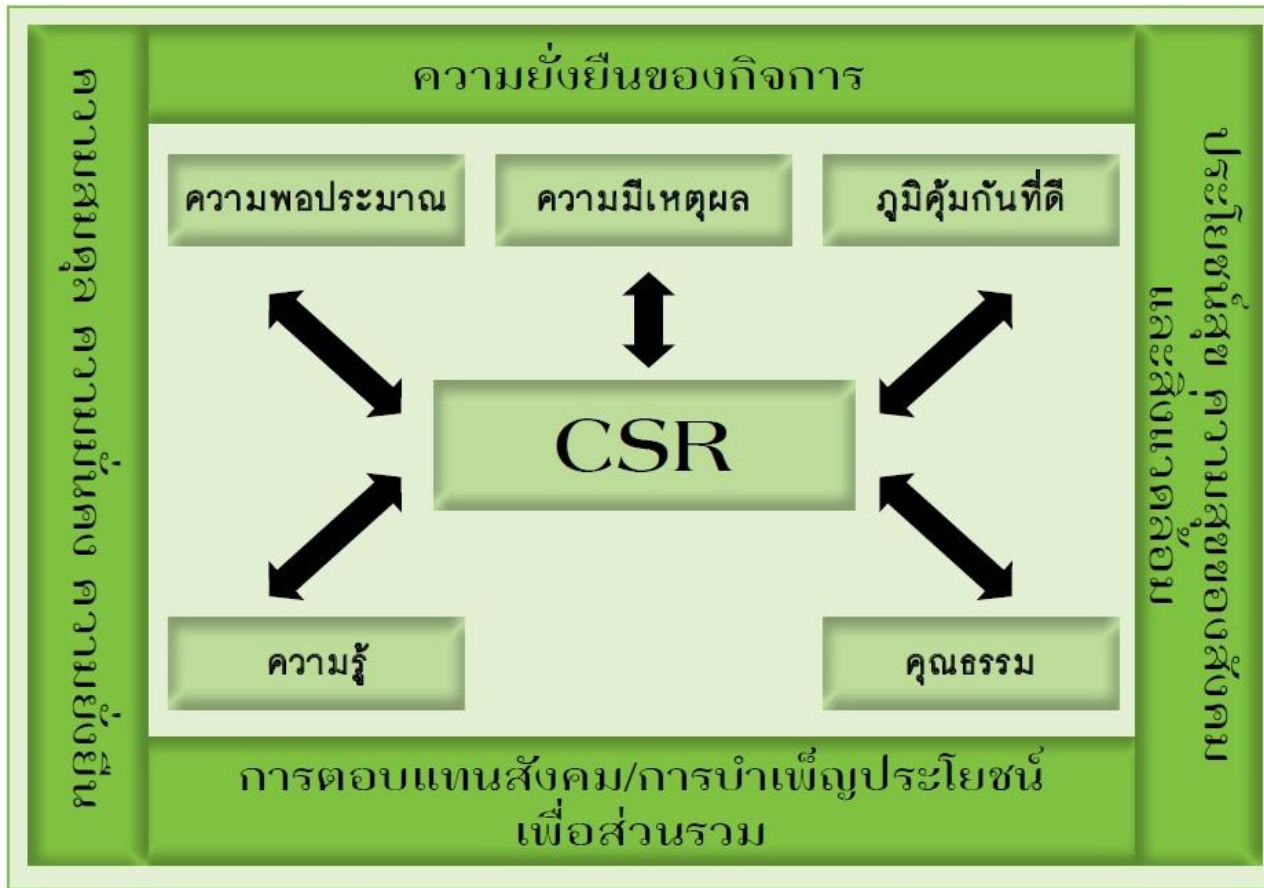 ความยั่งยืนของกิจการ
ความสมดุล ความมั่นคง ความยั่งยืน
ความพอประมาณ
ความมีเหตุผล
ภูมิคุ้มกันที่ดี
CSR
ความรู้
คุณธรรม
ประโยชน์สุข ความสุขของสังคม
และสิ่งแวดล้อม
การตอบแทนสังคม/การบำเพ็ญประโยชน์
เพื่อส่วนรวม